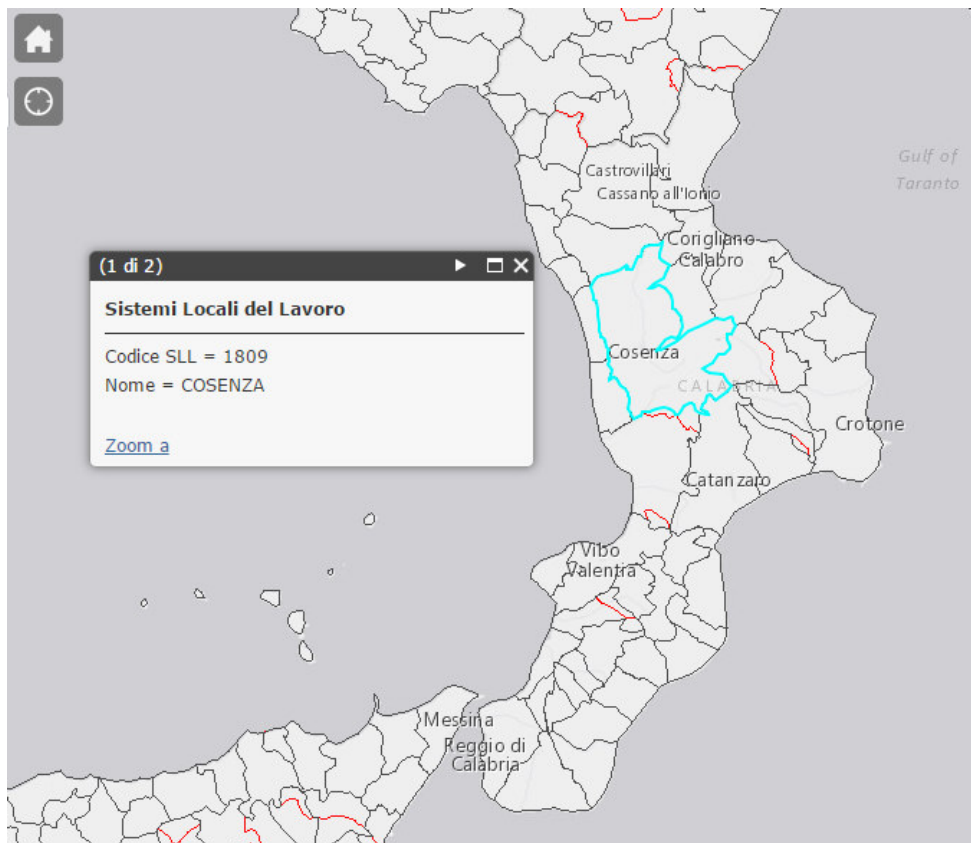 Gulf of
Taranto
Castrovillari
Cassano all'Ionio
Corigliano
Calabro
(1 di 2)
Sistemi Locali del Lavoro
Codice SLL = 1809
Nome = COSENZA
Zoom a
Cosenza
CALABRIA
Crotone
Catanzaro
Vibo
Valentia
Messina
Reggio di
Calabria